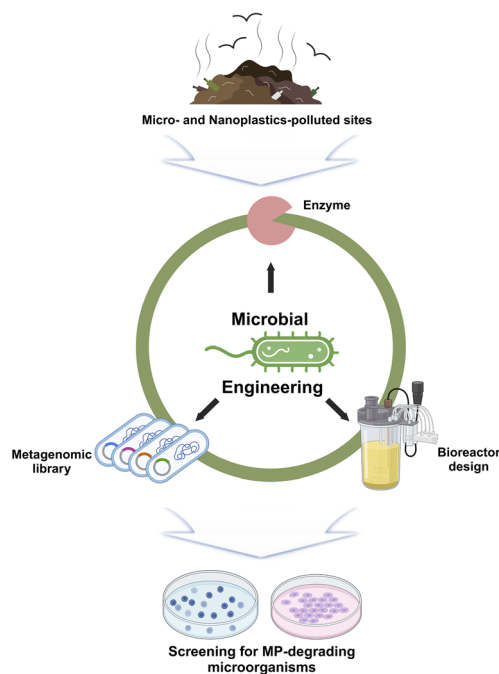 Micro- and Nanoplastics-polluted sites
Enzyme
Microbial
Engineering
Metagenomic
library
Bioreactor
design
Screening for MP-degrading
microorganisms